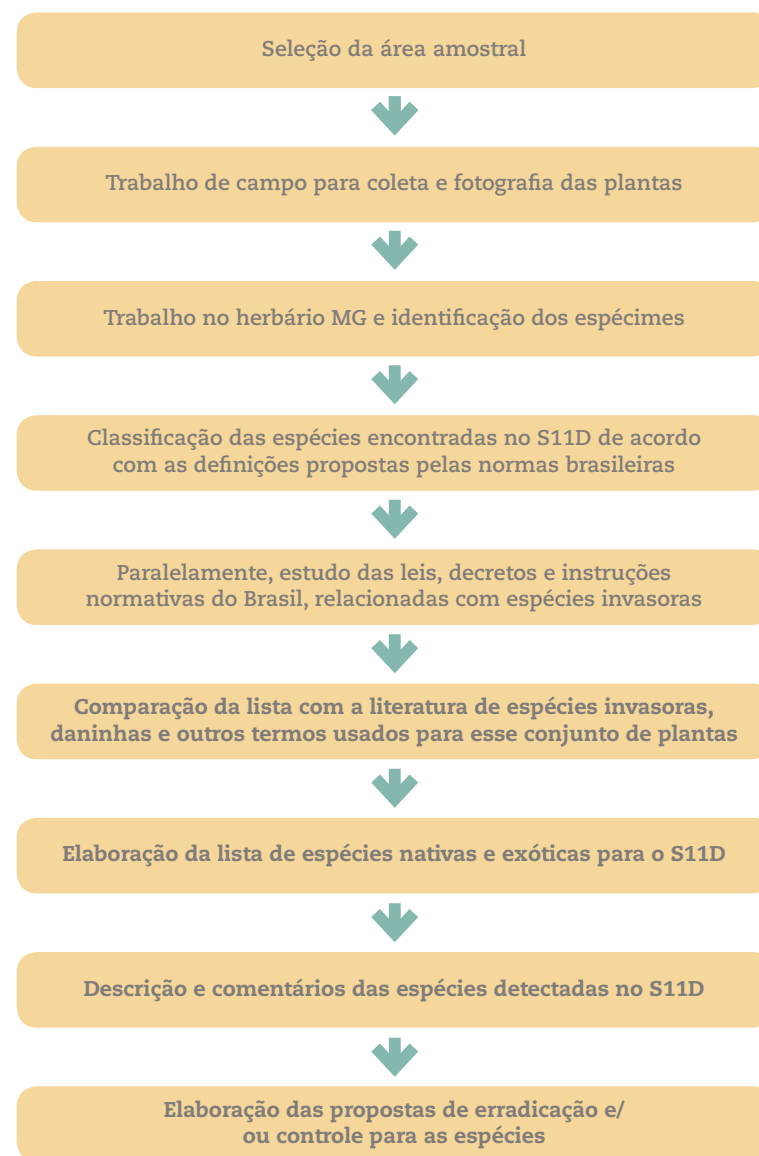 Seleção da área amostral
Trabalho de campo para coleta e fotografia das plantas
Trabalho no herbário MG e identificação dos espécimes
Classificação das espécies encontradas no S11D de acordo
com as definições propostas pelas normas brasileiras
Paralelamente, estudo das leis, decretos e instruções
normativas do Brasil, relacionadas com espécies invasoras
Comparação da lista com a literatura de espécies invasoras,
daninhas e outros termos usados para esse conjunto de plantas
Elaboração da lista de espécies nativas e exóticas para o S11D
Descrição e comentários das espécies detectadas no S11D
Elaboração das propostas de erradicação e/
ou controle para as espécies